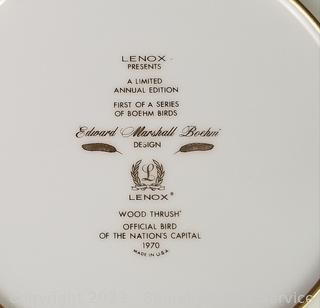 LENOX
PRESENTS
A LIMITED
ANNUAL EDITION
FIRST OF A SERIES
OF BOEHM BIRDS
Edward Marshall Boehm
DESIGN
L
LENOX®
WOOD THRUSH
OFFICIAL BIRD
OF THE NATION'S CAPITAL
1970
MADE IN U.S.A.